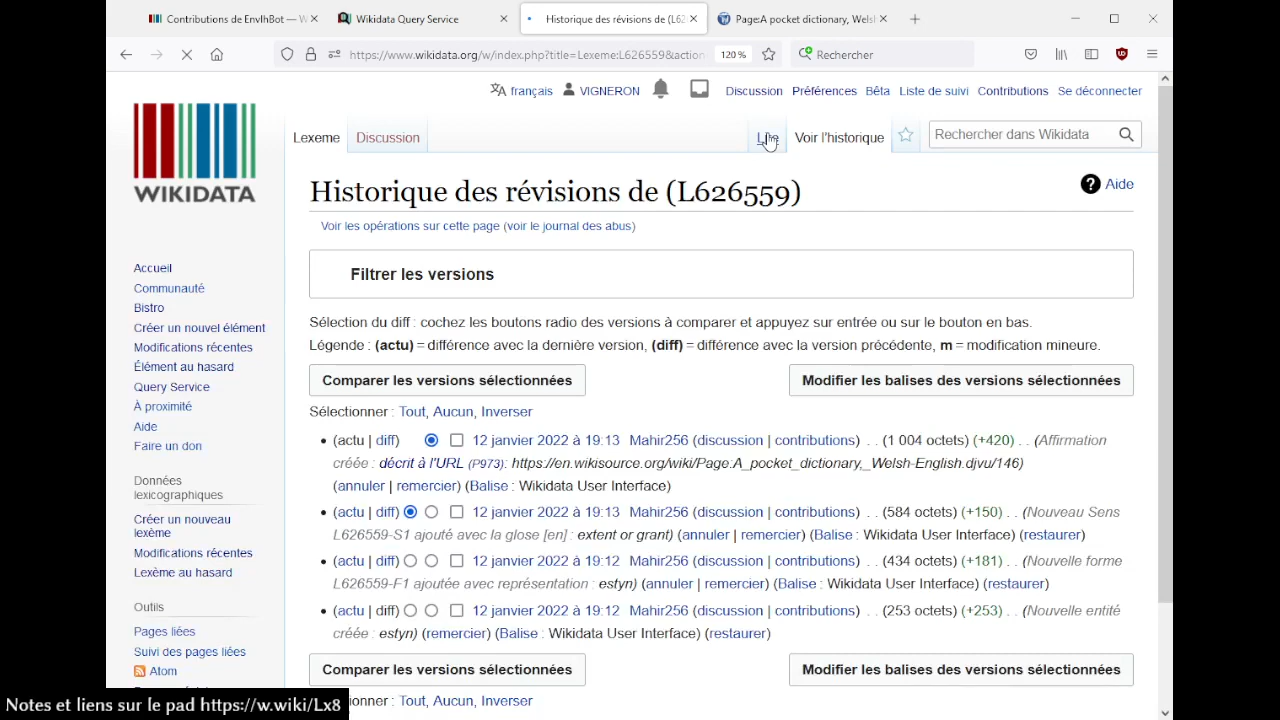 Contributions de EnvlhBot — W
Wikidata Query Service
Historique des révisions de (L62
Page:A pocket dictionary, Welsh
https://www.wikidata.org/w/index.php?title=Lexeme:L626559&action
120 %
Rechercher
français
VIGNERON
Discussion
Préférences
Bêta
Liste de suivi
Contributions
Se déconnecter
WIKIDATA
Lexeme
Discussion
Lire
Voir l’historique
Rechercher dans Wikidata
Historique des révisions de (L626559)
Aide
Voir les opérations sur cette page (voir le journal des abus)
Filtrer les versions
Accueil
Communauté
Bistro
Créer un nouvel élément
Modifications récentes
Élément au hasard
Query Service
À proximité
Aide
Faire un don
Données
lexicographiques
Créer un nouveau
lexème
Modifications récentes
Lexème au hasard
Outils
Pages liées
Suivi des pages liées
Atom
Sélection du diff : cochez les boutons radio des versions à comparer et appuyez sur entrée ou sur le bouton en bas.
Légende : (actu) = différence avec la dernière version, (diff) = différence avec la version précédente, m = modification mineure.
Comparer les versions sélectionnées
Modifier les balises des versions sélectionnées
Sélectionner : Tout, Aucun, Inverser
(actu | diff) 12 janvier 2022 à 19:13 Mahir256 (discussion | contributions) . . (1 004 octets) (+420) . . (Affirmation
créée : décrit à l'URL (P973): https://en.wikisource.org/wiki/Page:A_pocket_dictionary,_Welsh-English.djvu/146)
(annuler | remercier) (Balise : Wikidata User Interface)
(actu | diff) 12 janvier 2022 à 19:13 Mahir256 (discussion | contributions) . . (584 octets) (+150) . . (Nouveau Sens
L626559-S1 ajouté avec la glose [en] : extent or grant) (annuler | remercier) (Balise : Wikidata User Interface) (restaurer)
(actu | diff) 12 janvier 2022 à 19:12 Mahir256 (discussion | contributions) . . (434 octets) (+181) . . (Nouvelle forme
L626559-F1 ajoutée avec représentation : estyn) (annuler | remercier) (Balise : Wikidata User Interface) (restaurer)
(actu | diff) 12 janvier 2022 à 19:12 Mahir256 (discussion | contributions) . . (253 octets) (+253) . . (Nouvelle entité
créée : estyn) (remercier) (Balise : Wikidata User Interface) (restaurer)
Comparer les versions sélectionnées
Modifier les balises des versions sélectionnées
: Tout, Aucun, Inverser
Notes et liens sur le pad https://w.wiki/Lx8